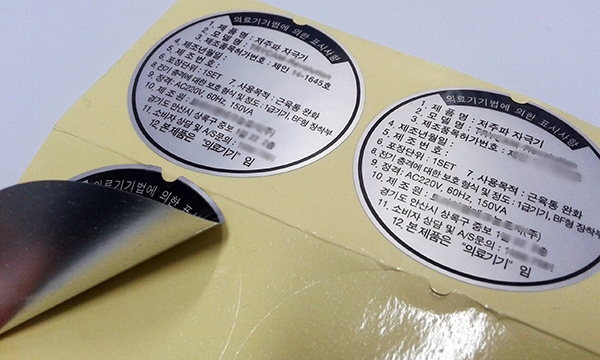 의료기기법에 의한 표시사항
1. 제 품 명 : 저주파 자극기
2. 모 델 명 :
3. 제조품목허가번호 : 제인 -1645호
4. 제조년월일 :
5. 제 조 번 호 :
6. 포장단위 : 1SET 7. 사용목적 : 근육통 완화
8. 전기 충격에 대한 보호 형식 및 정도 : 1급기기, BF형 장착부
9. 정격 : AC220V, 60Hz, 150VA
10. 제 조 원 :
경기도 안산시 상록구 중보
11. 소비자 상담 및 A/S문의 :
12. 본 제품은 "의료기기" 임
의료기기법에 의한 표시사항
1. 제 품 명 : 저주파 자극기
2. 모 델 명 :
3. 제조품목허가번호 : 제인
4. 제조년월일 :
5. 제 조 번 호 :
6. 포장단위 : 1SET 7. 사용목적 : 근육통 완화
8. 전기 충격에 대한 보호 형식 및 정도 : 1급기기, BF형 장착부
9. 정격 : AC220V, 60Hz, 150VA
10. 제 조 원 : (주)
경기도 안산시 상록구 중보
11. 소비자 상담 및 A/S문의 :
12. 본 제품은 "의료기기" 임
의료기기법에 의한 표시